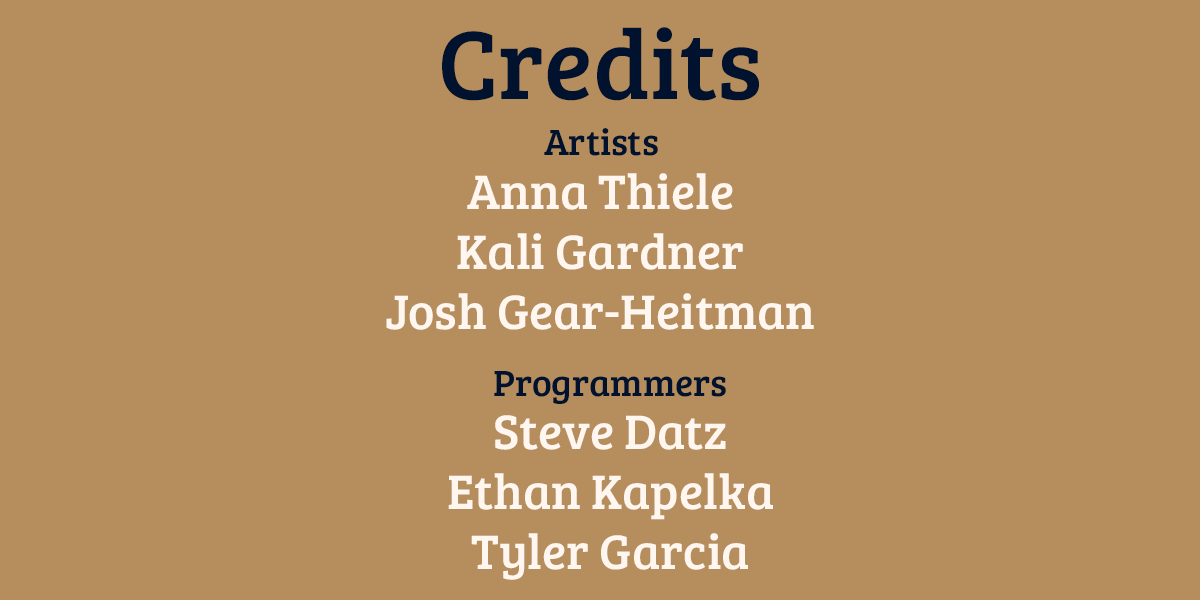 Credits
Artists
Anna Thiele
Kali Gardner
Josh Gear-Heitman
Programmers
Steve Datz
Ethan Kapelka
Tyler Garcia